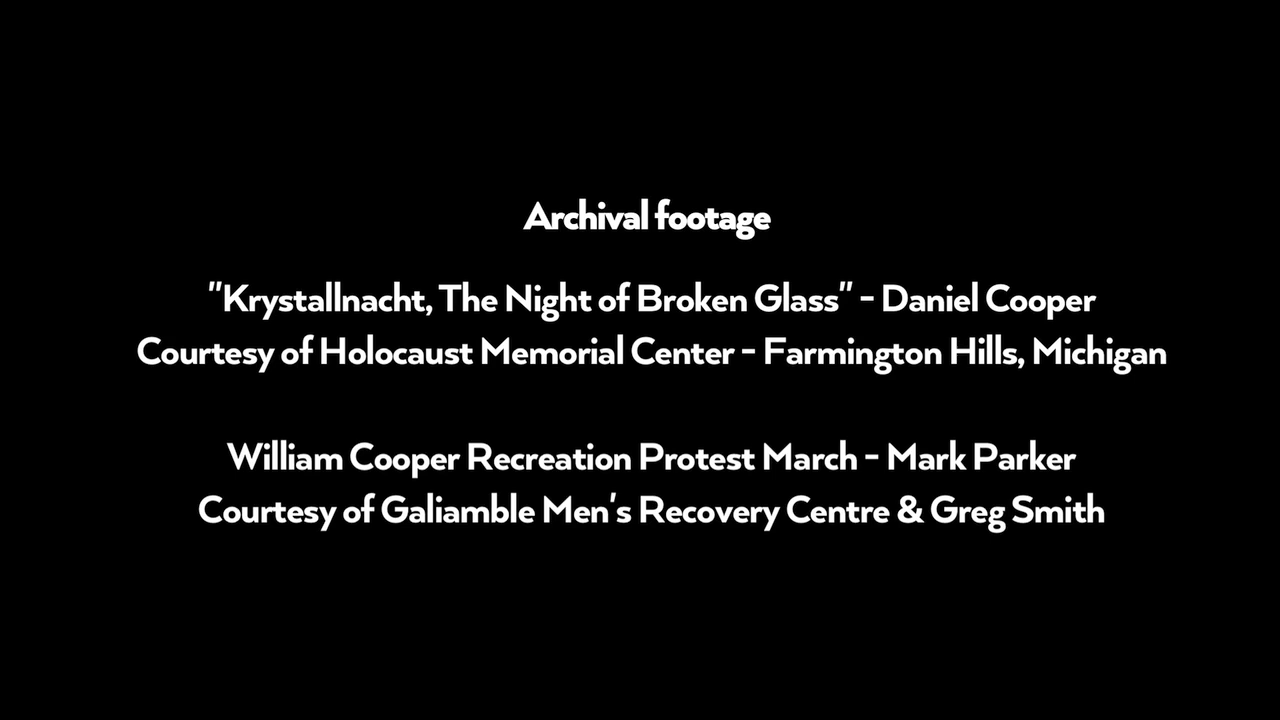 Archival footage
"Krystallnacht, The Night of Broken Glass" - Daniel Cooper
Courtesy of Holocaust Memorial Center - Farmington Hills, Michigan
William Cooper Recreation Protest March - Mark Parker
Courtesy of Galiamble Men's Recovery Centre & Greg Smith